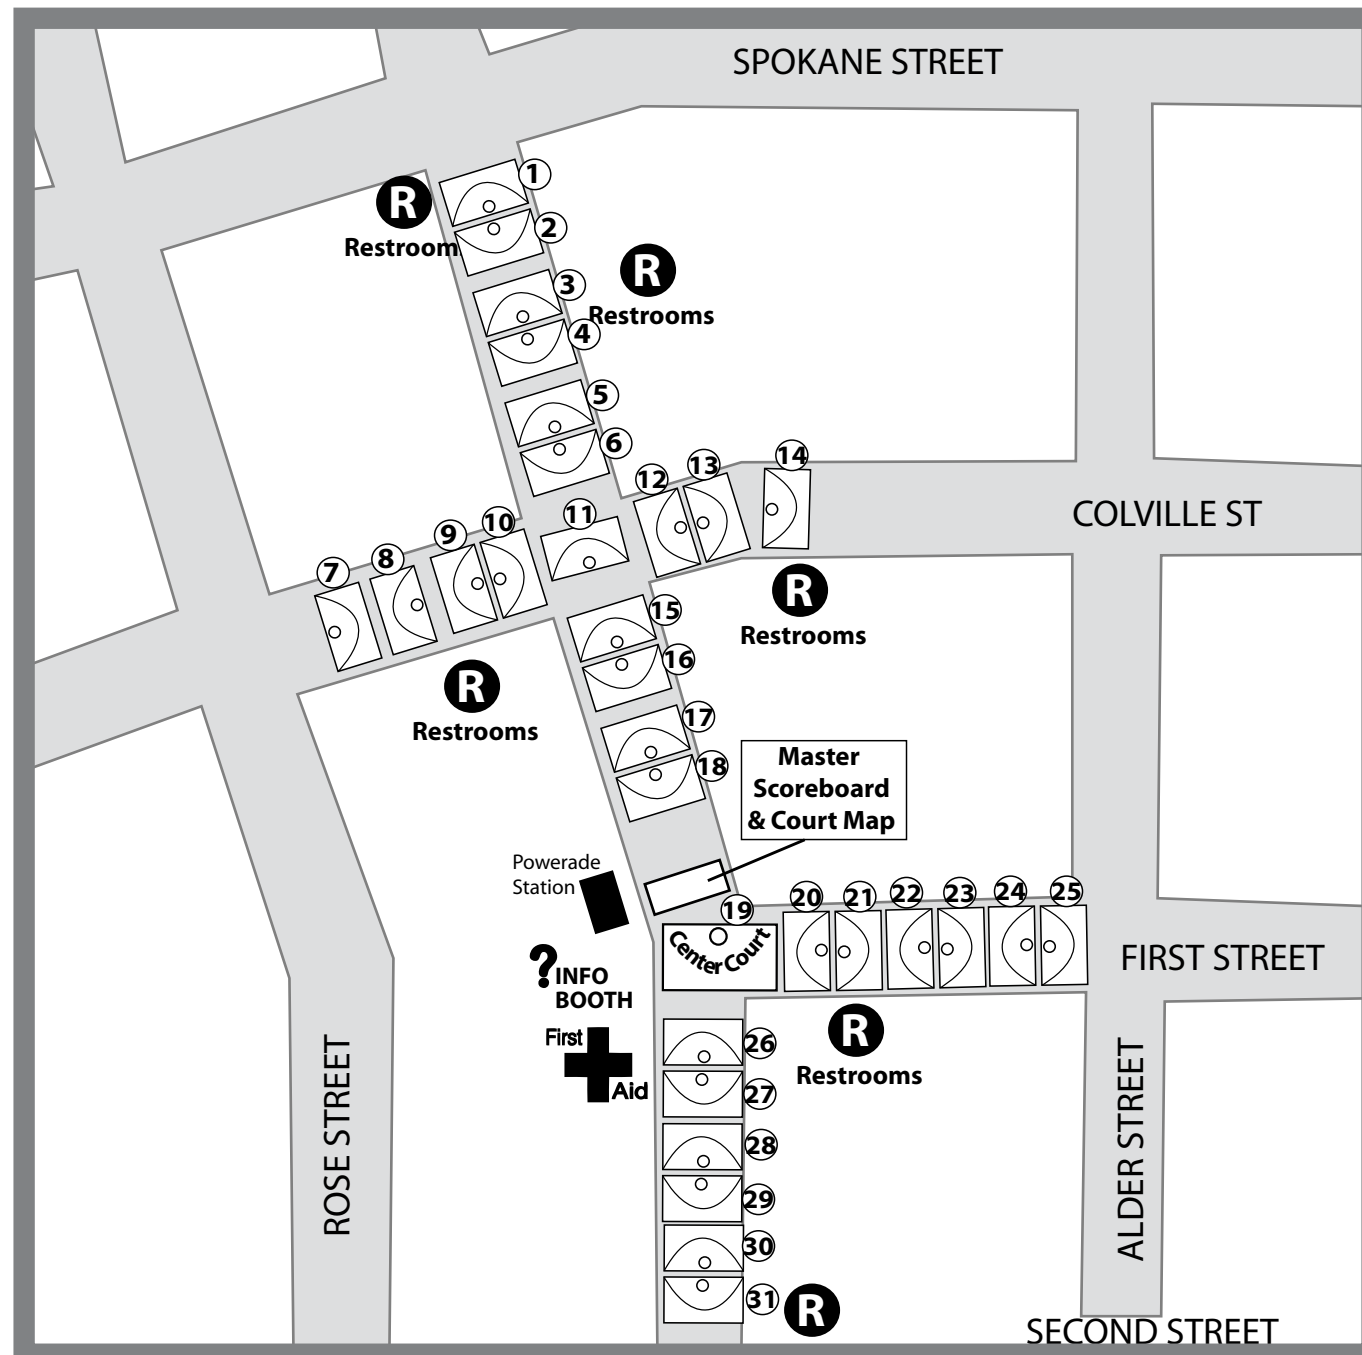 SPOKANE STREET
1
R
Restroom
2
R
Restrooms
3
4
5
6
14
13
12
COLVILLE ST
11
10
9
8
7
R
Restrooms
15
16
R
Restrooms
17
18
Master
Scoreboard
& Court Map
Powerade
Station
19
Center Court
20
21
22
23
24
25
FIRST STREET
?
INFO
BOOTH
First
Aid
R
Restrooms
26
27
28
29
30
31
R
ROSE STREET
ALDER STREET
SECOND STREET